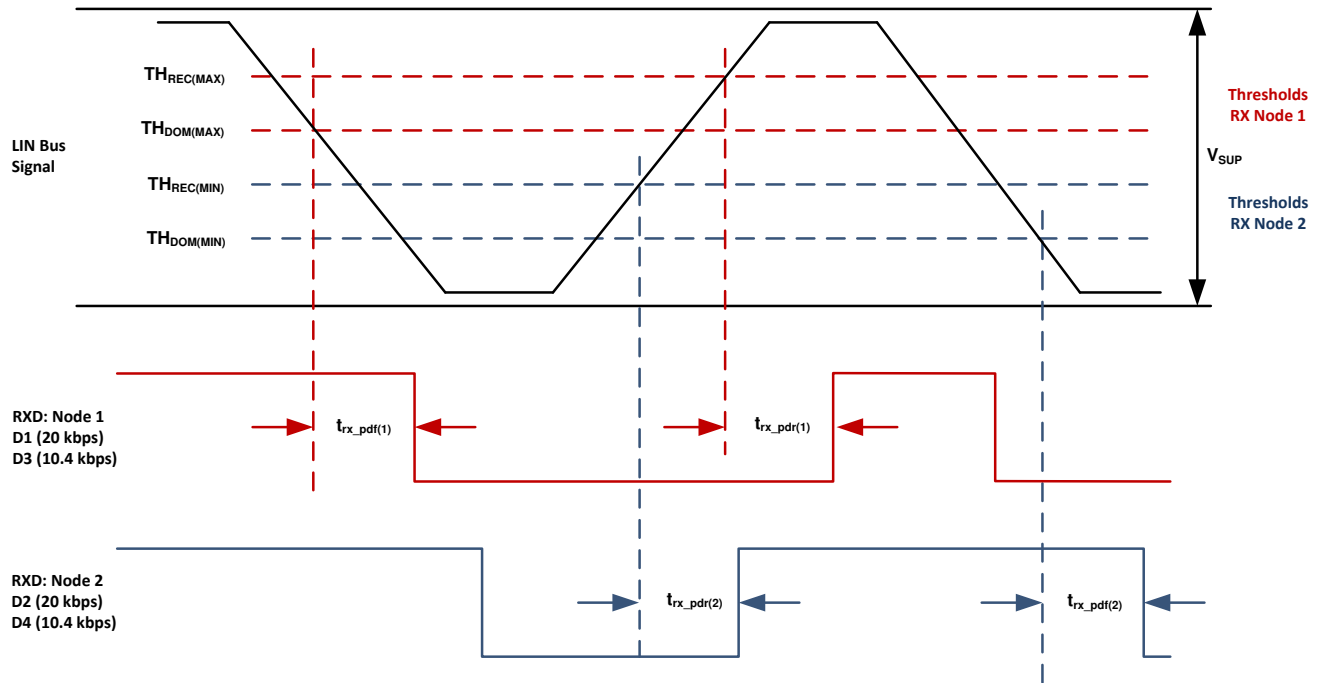 TH_REC(MAX)
TH_DOM(MAX)
TH_REC(MIN)
TH_DOM(MIN)
LIN Bus
Signal
Thresholds
RX Node 1
V_SUP
Thresholds
RX Node 2
RXD: Node 1
D1 (20 kbps)
D3 (10.4 kbps)
t_rx_pdf(1)
t_rx_pdr(1)
RXD: Node 2
D2 (20 kbps)
D4 (10.4 kbps)
t_rx_pdr(2)
t_rx_pdf(2)